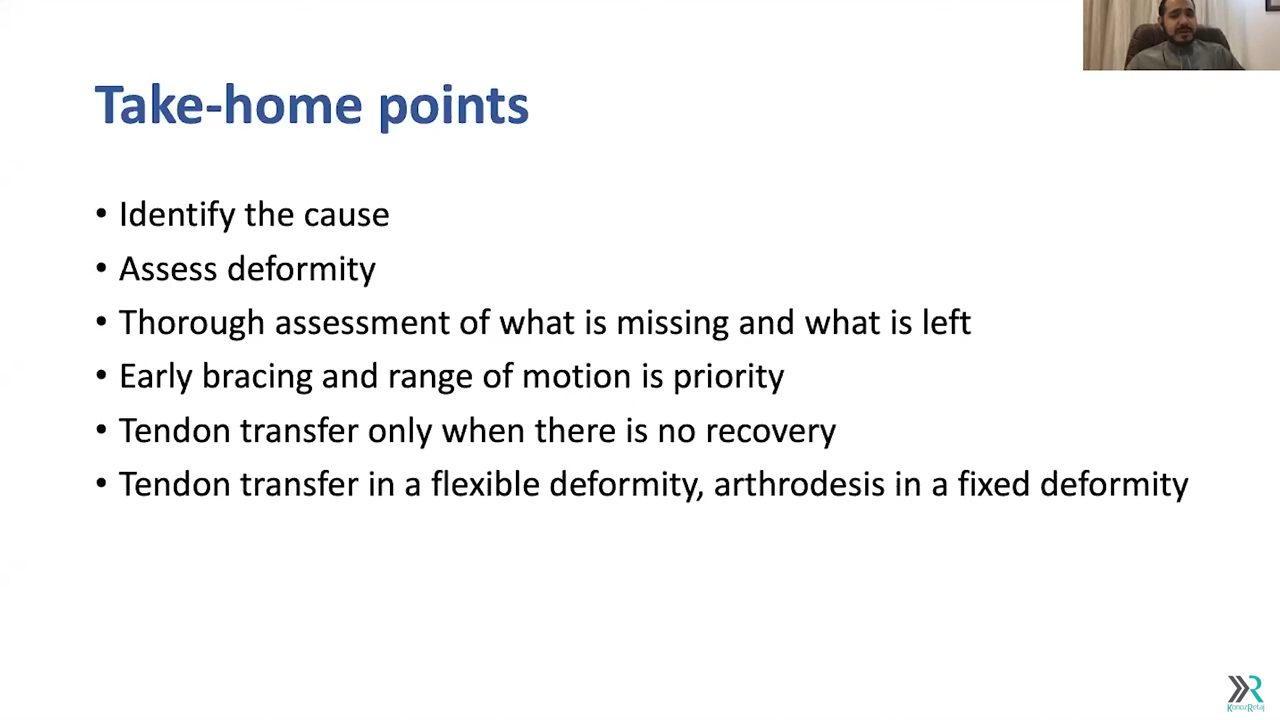 Take-home points
• Identify the cause
• Assess deformity
• Thorough assessment of what is missing and what is left
• Early bracing and range of motion is priority
• Tendon transfer only when there is no recovery
• Tendon transfer in a flexible deformity, arthrodesis in a fixed deformity
KonozRetaj